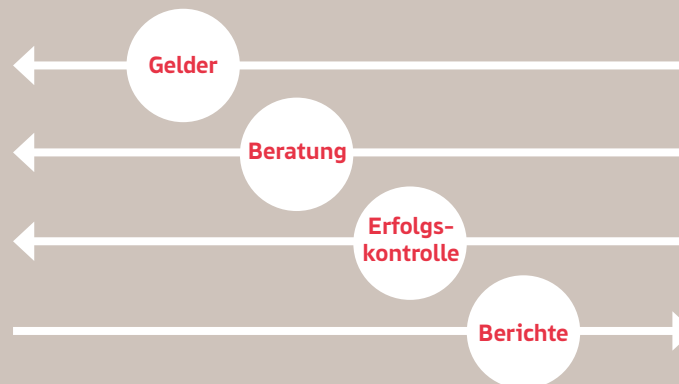 Gelder
Beratung
Erfolgs-
kontrolle
Berichte